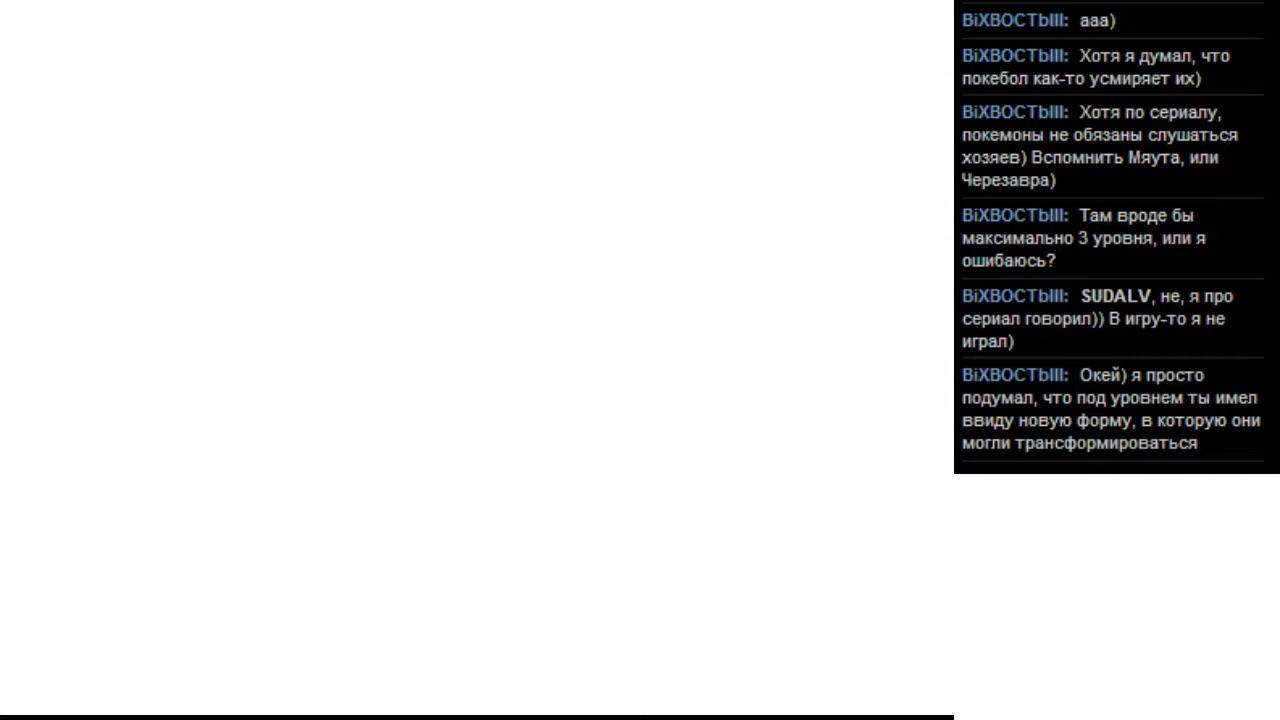 BiXBOCTbIII: ааа)
BiXBOCTbIII: Хотя я думал, что
покебол как-то усмиряет их)
BiXBOCTbIII: Хотя по сериалу,
покемоны не обязаны слушаться
хозяев) Вспомнить Мяута, или
Черезавра)
BiXBOCTbIII: Там вроде бы
максимально 3 уровня, или я
ошибаюсь?
BiXBOCTbIII: SUDALV, не, я про
сериал говорил)) В игру-то я не
играл)
BiXBOCTbIII: Окей) я просто
подумал, что под уровнем ты имел
ввиду новую форму, в которую они
могли трансформироваться